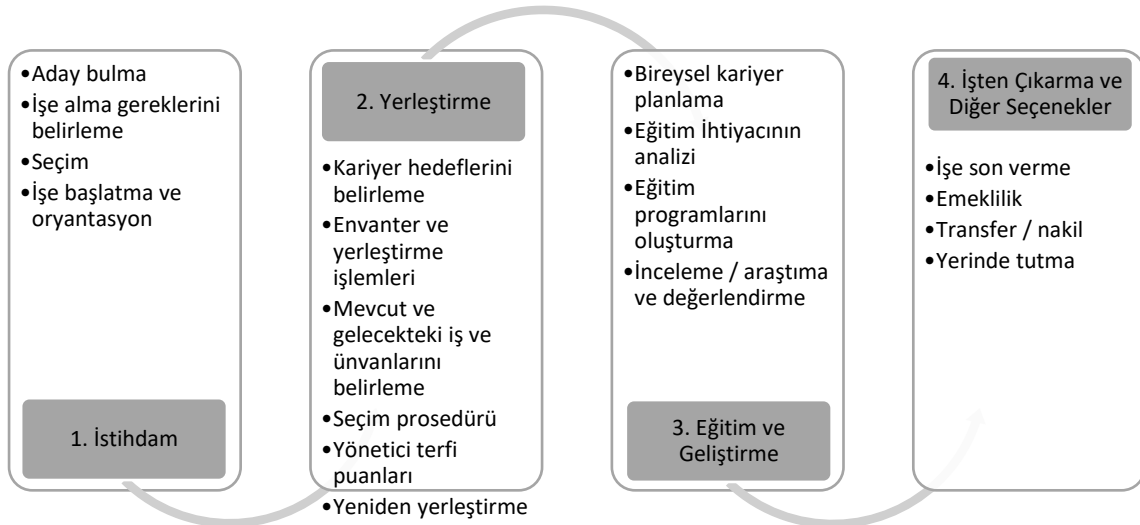 •Aday bulma
•İşe alma gereklerini
belirleme
•Seçim
•İşe başlatma ve
oryantasyon
1. İstihdam
2. Yerleştirme
•Kariyer hedeflerini
belirleme
•Envanter ve
yerleştirme
işlemleri
•Mevcut ve
gelecekteki iş ve
ünvanlarını
belirleme
•Seçim prosedürü
•Yönetici terfi
puanları
•Yeniden yerleştirme
•Bireysel kariyer
planlama
•Eğitim İhtiyacının
analizi
•Eğitim
programlarını
oluşturma
•İnceleme / araştıma
ve değerlendirme
3. Eğitim ve
Geliştirme
4. İşten Çıkarma ve
Diğer Seçenekler
•İşe son verme
•Emeklilik
•Transfer / nakil
•Yerinde tutma